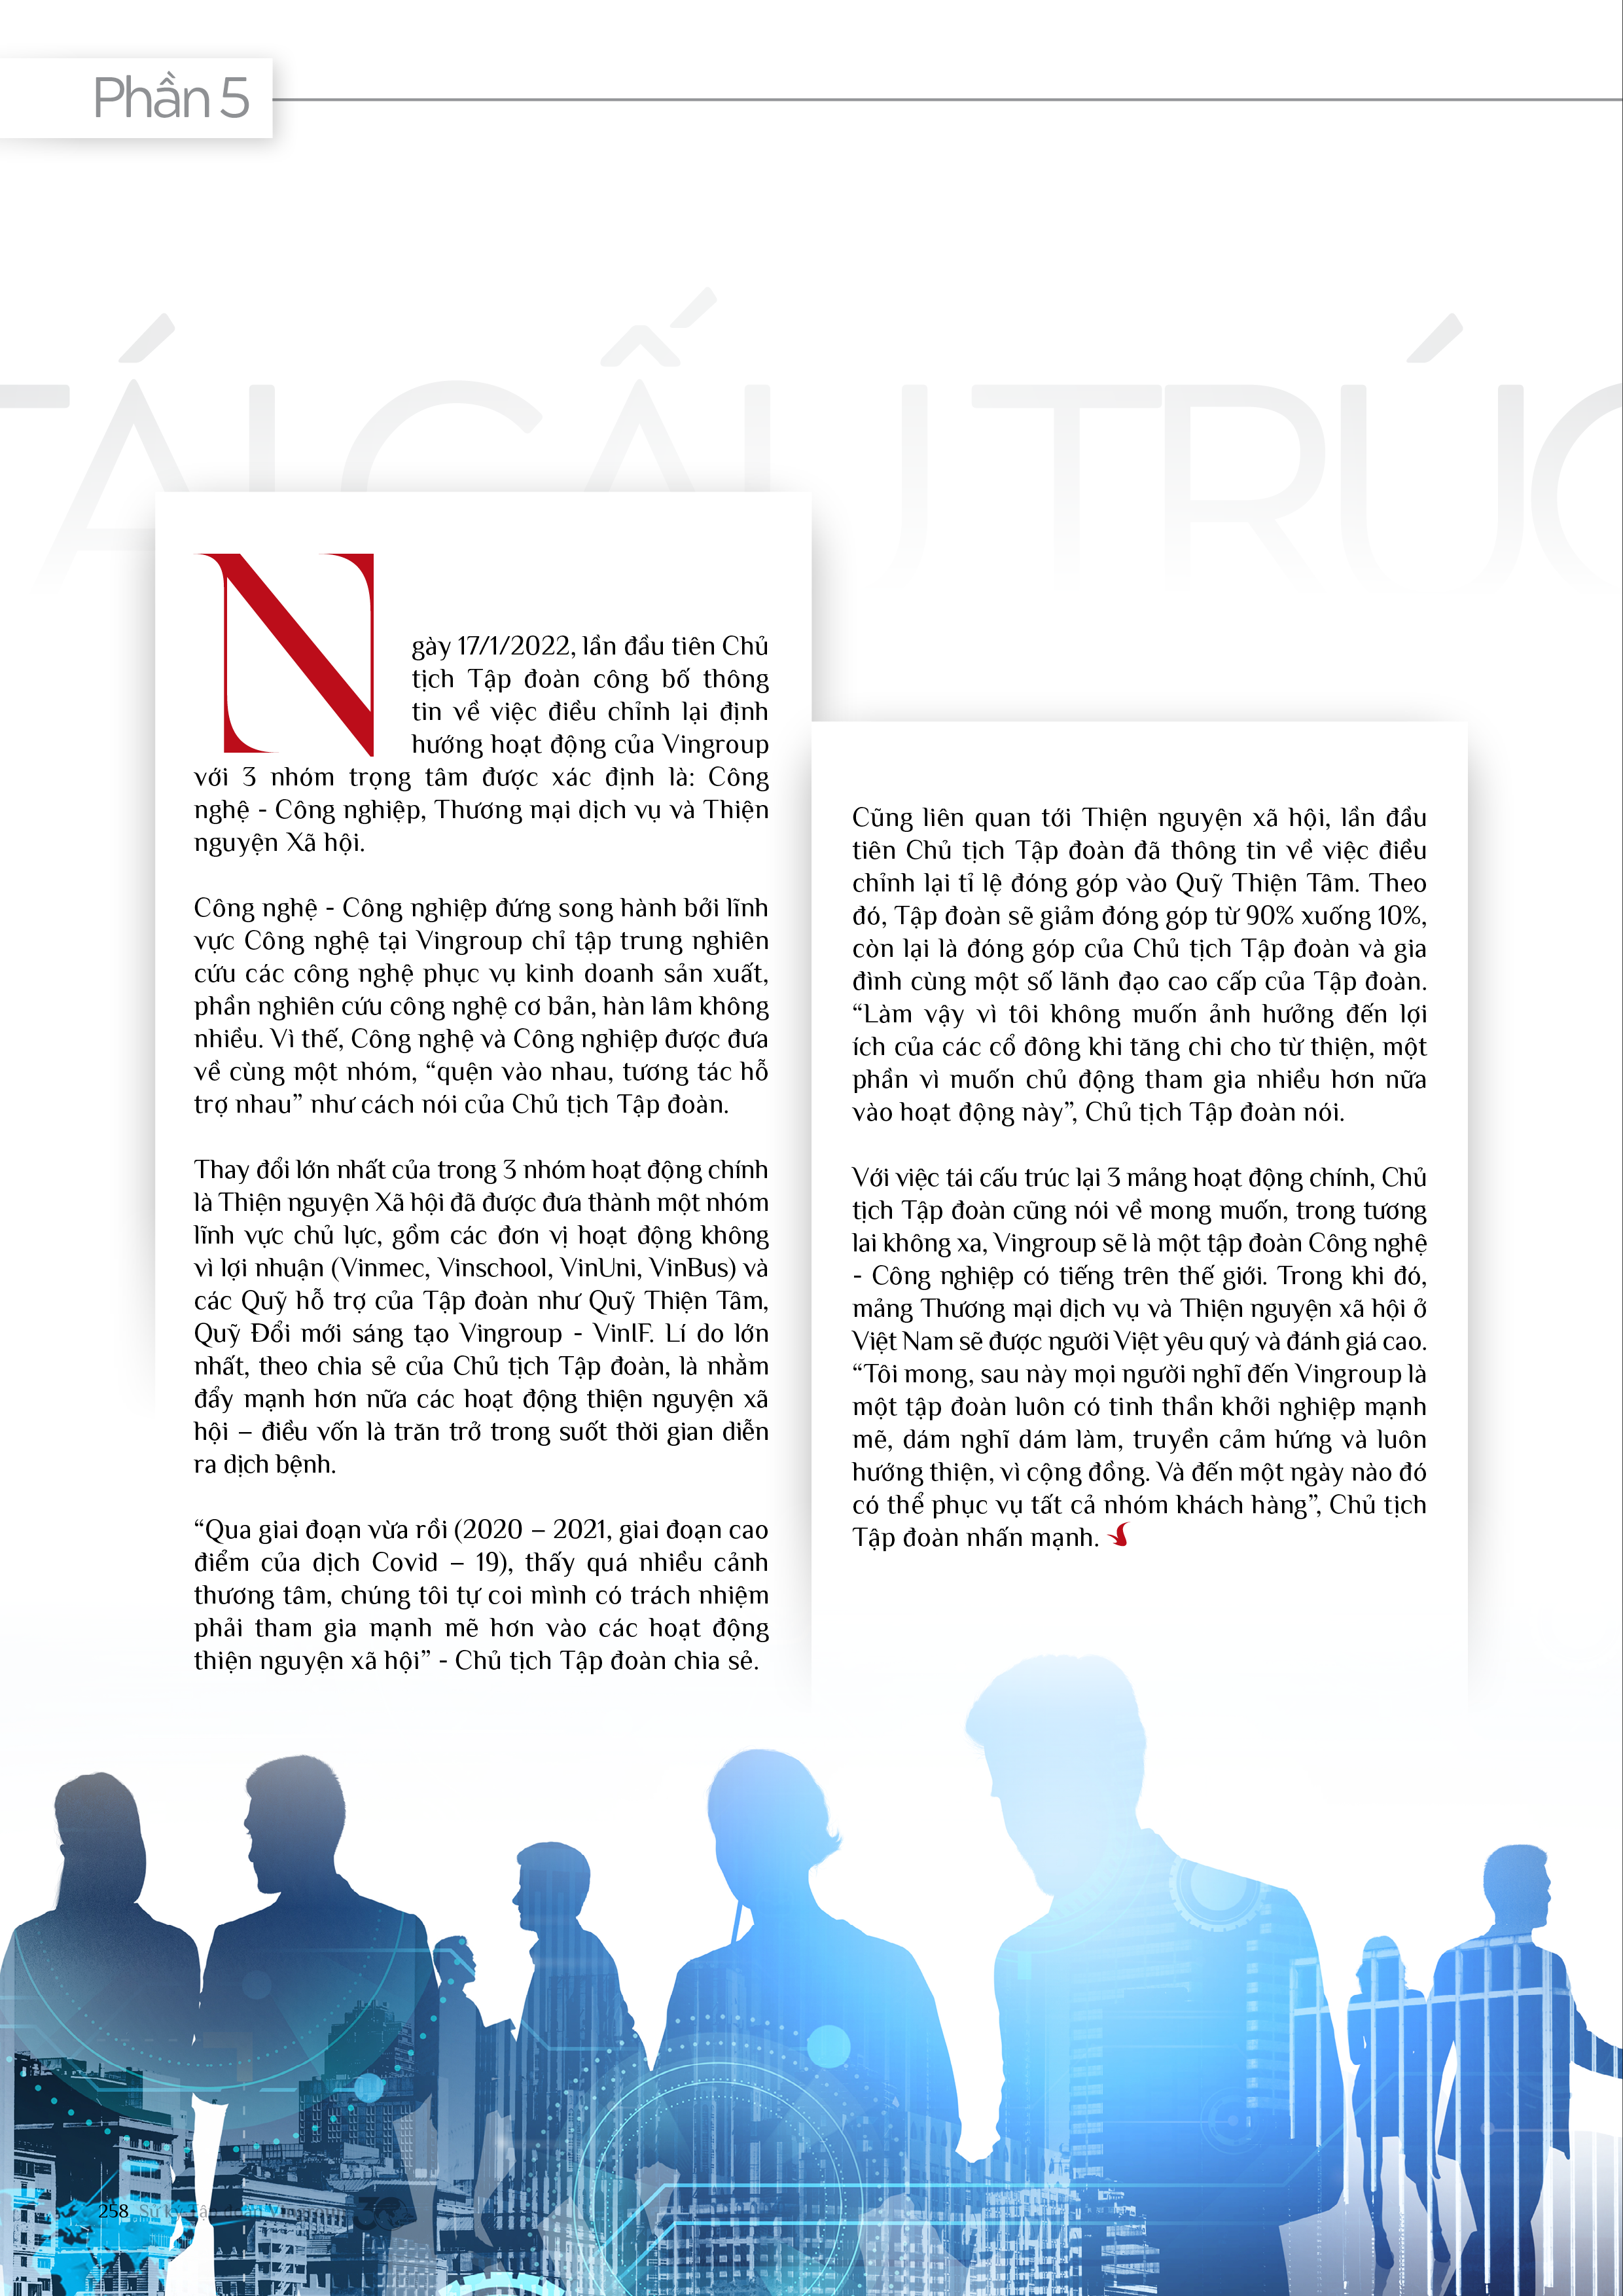 Phần 5
TÁI CẤU TRÚC
Ngày 17/1/2022, lần đầu tiên Chủ
tịch Tập đoàn công bố thông
tin về việc điều chỉnh lại định
hướng hoạt động của Vingroup
với 3 nhóm trọng tâm được xác định là: Công
nghệ - Công nghiệp, Thương mại dịch vụ và Thiện
nguyện Xã hội.
Công nghệ - Công nghiệp đứng song hành bởi lĩnh
vực Công nghệ tại Vingroup chỉ tập trung nghiên
cứu các công nghệ phục vụ kinh doanh sản xuất,
phần nghiên cứu công nghệ cơ bản, hàn lâm không
nhiều. Vì thế, Công nghệ và Công nghiệp được đưa
về cùng một nhóm, “quện vào nhau, tương tác hỗ
trợ nhau” như cách nói của Chủ tịch Tập đoàn.
Thay đổi lớn nhất của trong 3 nhóm hoạt động chính
là Thiện nguyện Xã hội đã được đưa thành một nhóm
lĩnh vực chủ lực, gồm các đơn vị hoạt động không
vì lợi nhuận (Vinmec, Vinschool, VinUni, VinBus) và
các Quỹ hỗ trợ của Tập đoàn như Quỹ Thiện Tâm,
Quỹ Đổi mới sáng tạo Vingroup - VinIF. Lí do lớn
nhất, theo chia sẻ của Chủ tịch Tập đoàn, là nhằm
đẩy mạnh hơn nữa các hoạt động thiện nguyện xã
hội – điều vốn là trăn trở trong suốt thời gian diễn
ra dịch bệnh.
“Qua giai đoạn vừa rồi (2020 – 2021, giai đoạn cao
điểm của dịch Covid – 19), thấy quá nhiều cảnh
thương tâm, chúng tôi tự coi mình có trách nhiệm
phải tham gia mạnh mẽ hơn vào các hoạt động
thiện nguyện xã hội” - Chủ tịch Tập đoàn chia sẻ.
Cũng liên quan tới Thiện nguyện xã hội, lần đầu
tiên Chủ tịch Tập đoàn đã thông tin về việc điều
chỉnh lại tỉ lệ đóng góp vào Quỹ Thiện Tâm. Theo
đó, Tập đoàn sẽ giảm đóng góp từ 90% xuống 10%,
còn lại là đóng góp của Chủ tịch Tập đoàn và gia
đình cùng một số lãnh đạo cao cấp của Tập đoàn.
“Làm vậy vì tôi không muốn ảnh hưởng đến lợi
ích của các cổ đông khi tăng chi cho từ thiện, một
phần vì muốn chủ động tham gia nhiều hơn nữa
vào hoạt động này”, Chủ tịch Tập đoàn nói.
Với việc tái cấu trúc lại 3 mảng hoạt động chính, Chủ
tịch Tập đoàn cũng nói về mong muốn, trong tương
lai không xa, Vingroup sẽ là một tập đoàn Công nghệ
- Công nghiệp có tiếng trên thế giới. Trong khi đó,
mảng Thương mại dịch vụ và Thiện nguyện xã hội ở
Việt Nam sẽ được người Việt yêu quý và đánh giá cao.
“Tôi mong, sau này mọi người nghĩ đến Vingroup là
một tập đoàn luôn có tinh thần khởi nghiệp mạnh
mẽ, dám nghĩ dám làm, truyền cảm hứng và luôn
hướng thiện, vì cộng đồng. Và đến một ngày nào đó
có thể phục vụ tất cả nhóm khách hàng”, Chủ tịch
Tập đoàn nhấn mạnh.
258